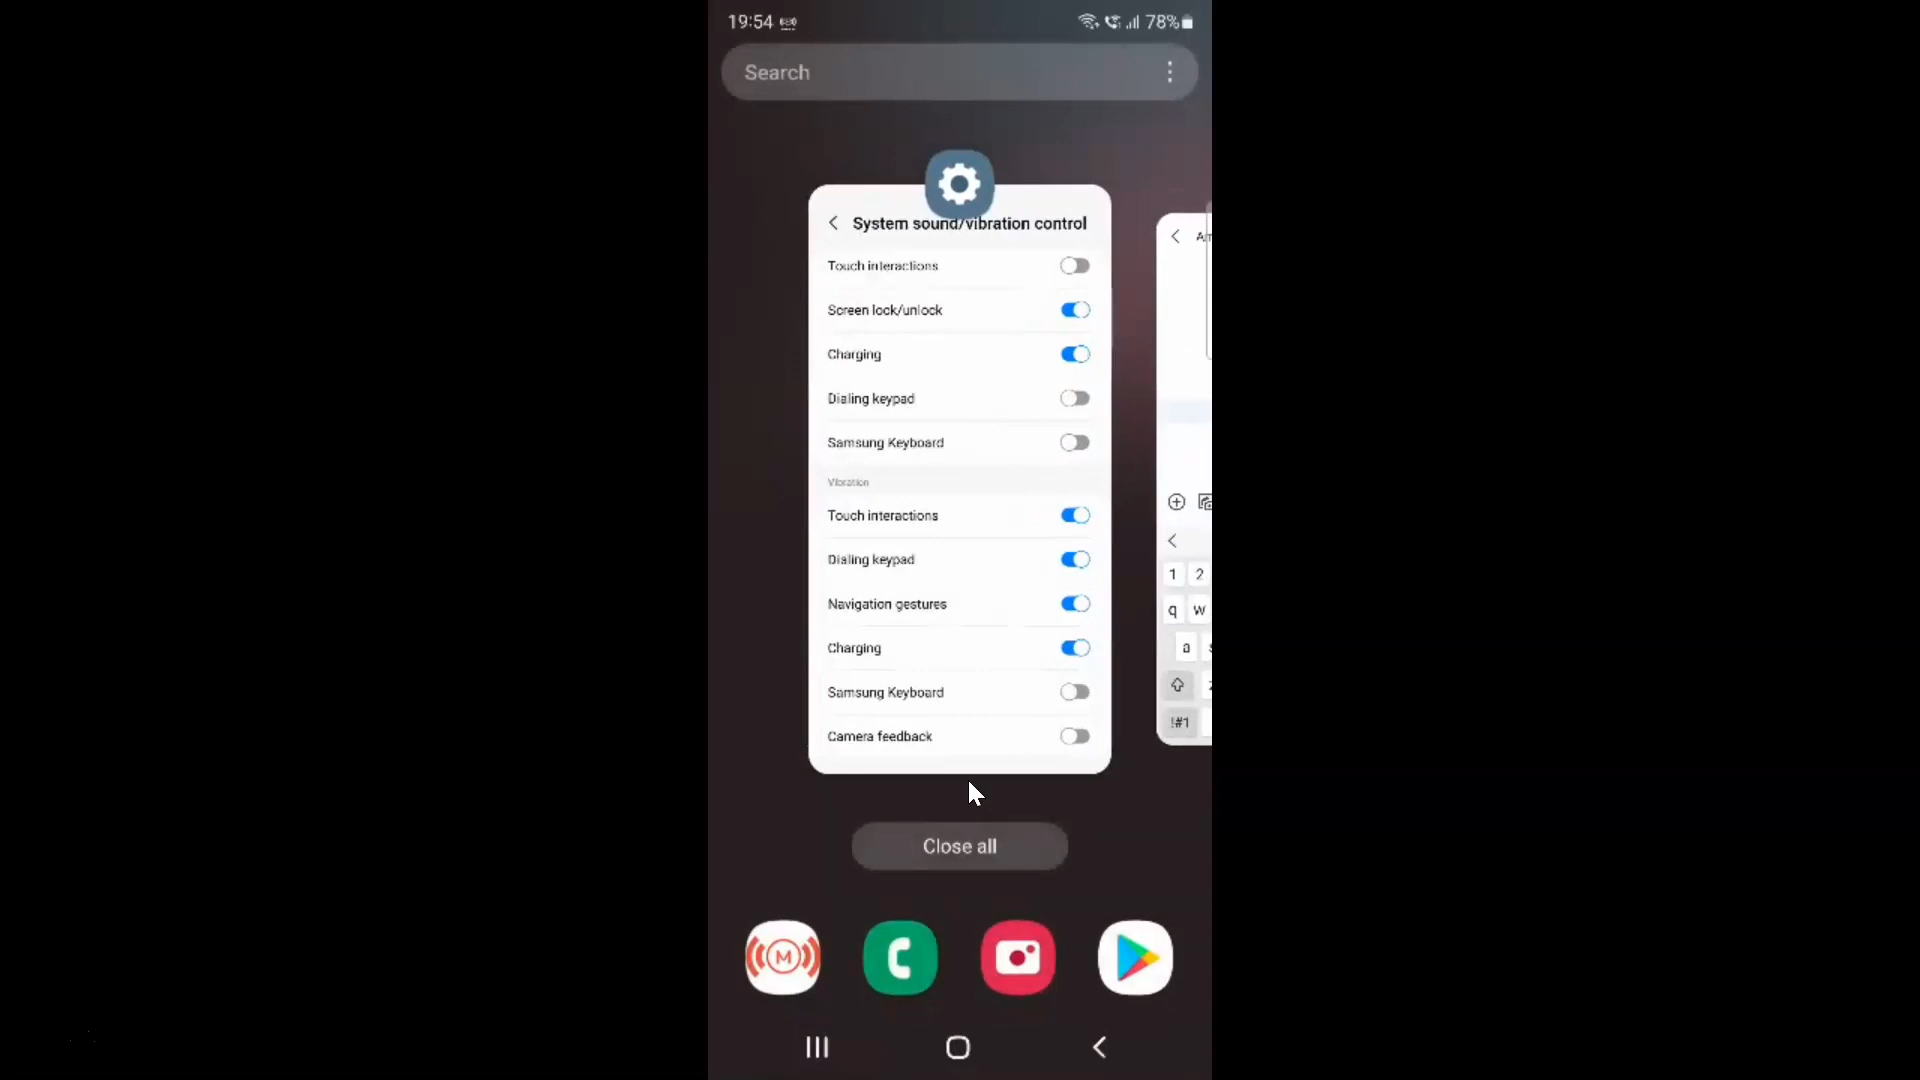 19:54 78%
Search
System sound/vibration control
Touch interactions
Screen lock/unlock
Charging
Dialing keypad
Samsung Keyboard
Vibration
Touch interactions
Dialing keypad
Navigation gestures
Charging
Samsung Keyboard
Camera feedback
1 2
q w
a
!#1
Close all
M